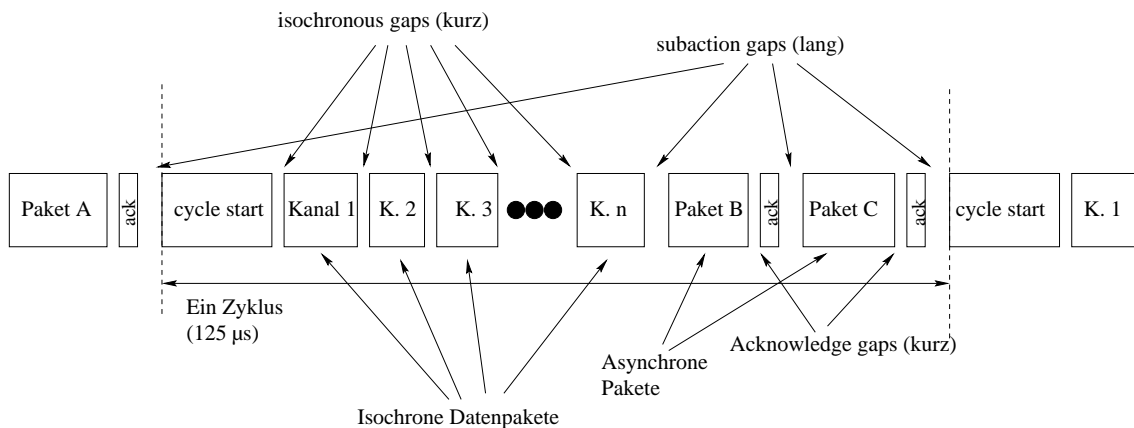 isochronous gaps (kurz)
subaction gaps (lang)
Paket A
ack
cycle start
Kanal 1
K. 2
K. 3
K. n
Paket B
ack
Paket C
ack
cycle start
K. 1
Ein Zyklus
(125 µs)
Acknowledge gaps (kurz)
Asynchrone
Pakete
Isochrone Datenpakete